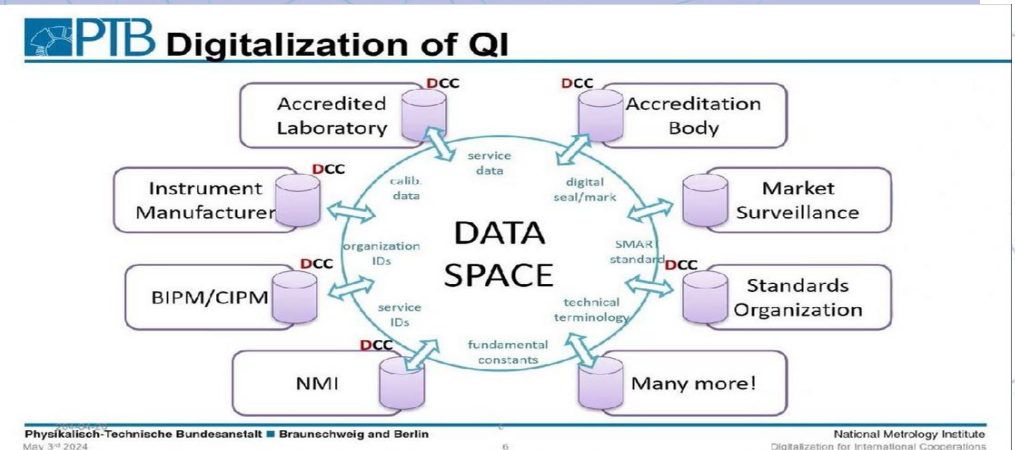 PTB Digitalization of QI
DCC
DCC
Accredited
Laboratory
Accreditation
Body
service
data
DCC
calib.
data
digital
seal/mark
Instrument
Manufacturer
Market
Surveillance
DATA
SPACE
organization
IDs
SMART
standard
DCC
DCC
BIPM/CIPM
Standards
Organization
service
IDs
technical
terminology
DCC
fundamental
constants
NMI
Many more!
Physikalisch-Technische Bundesanstalt ■ Braunschweig and Berlin
National Metrology Institute
May 3rd 2024
6
Digitalization for International Cooperations